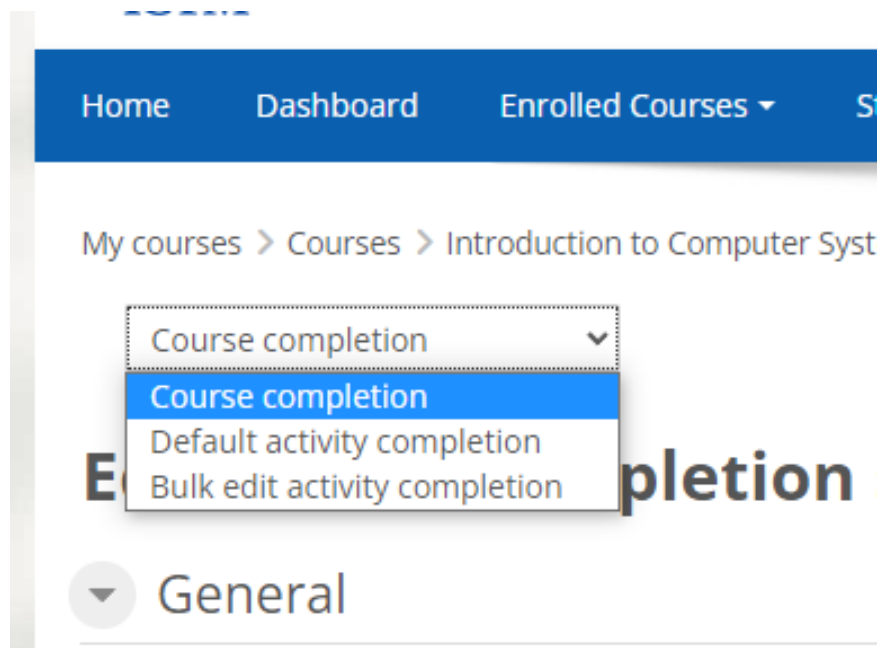 Home Dashboard Enrolled Courses
My courses > Courses > Introduction to Computer Syst
Course completion
Course completion
Default activity completion
Bulk edit activity completion
pletion
General